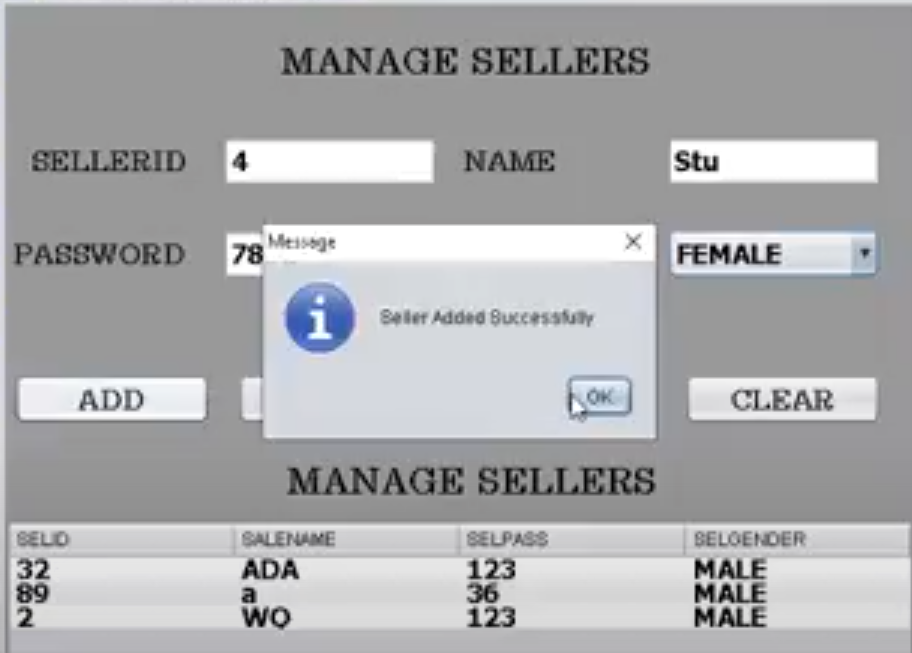 MANAGE SELLERS
SELLERID 4 NAME Stu
PASSWORD 78 FEMALE
Message
Seller Added Successfully
OK
ADD CLEAR
MANAGE SELLERS
SELID SALENAME SELPASS SELGENDER
32 ADA 123 MALE
89 a 36 MALE
2 WQ 123 MALE